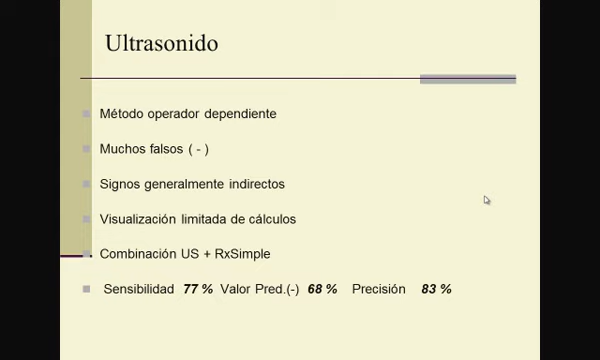 Ultrasonido
Método operador dependiente
Muchos falsos ( - )
Signos generalmente indirectos
Visualización limitada de cálculos
Combinación US + RxSimple
Sensibilidad 77 % Valor Pred.(-) 68 % Precisión 83 %